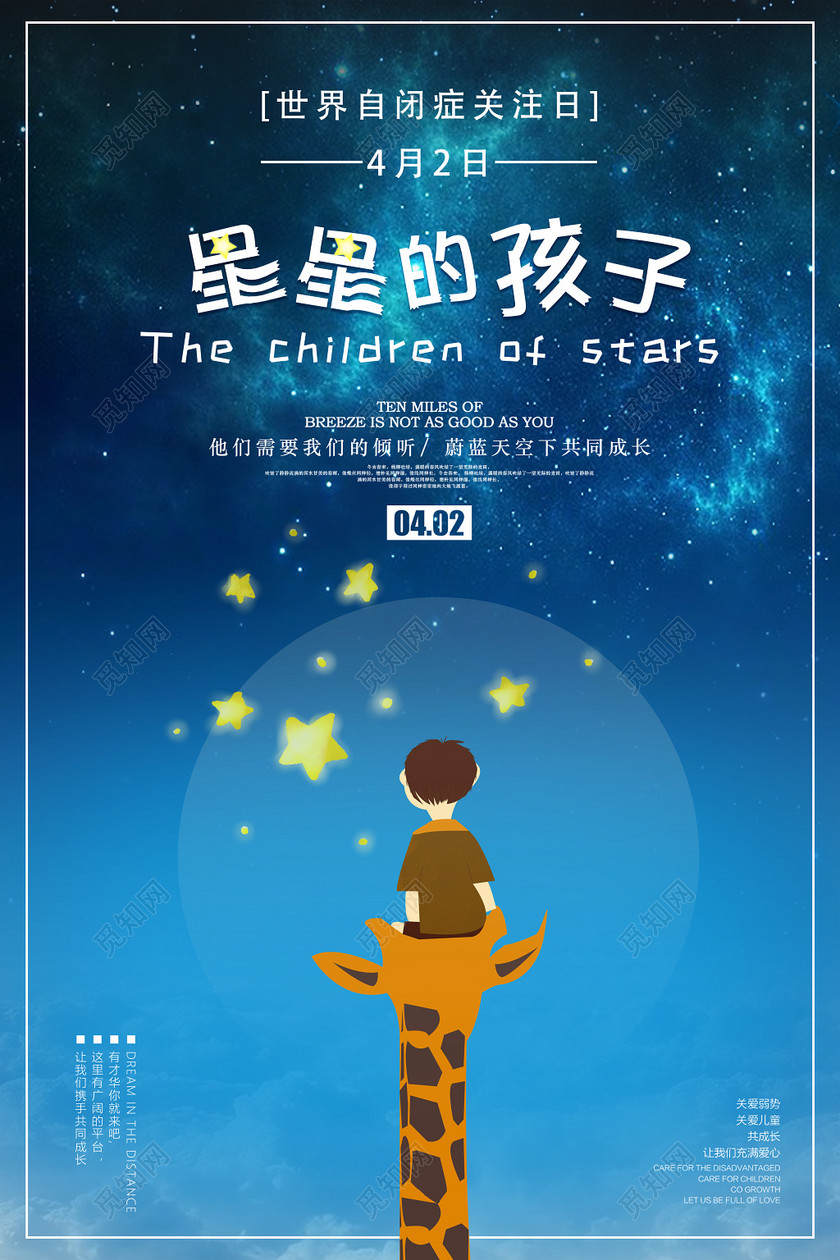 [世界自闭症关注日]
4月2日
星星的孩子
The children of stars
TEN MILES OF
BREEZE IS NOT AS GOOD AS YOU
他们需要我们的倾听/ 蔚蓝天空下共同成长
04.02
DREAM IN THE DISTANCE
有才华你就来吧,
这里有广阔的平台,
让我们携手共同成长
关爱弱势
关爱儿童
共成长
让我们充满爱心
CARE FOR THE DISADVANTAGED
CARE FOR CHILDREN
CO GROWTH
LET US BE FULL OF LOVE
觅知网